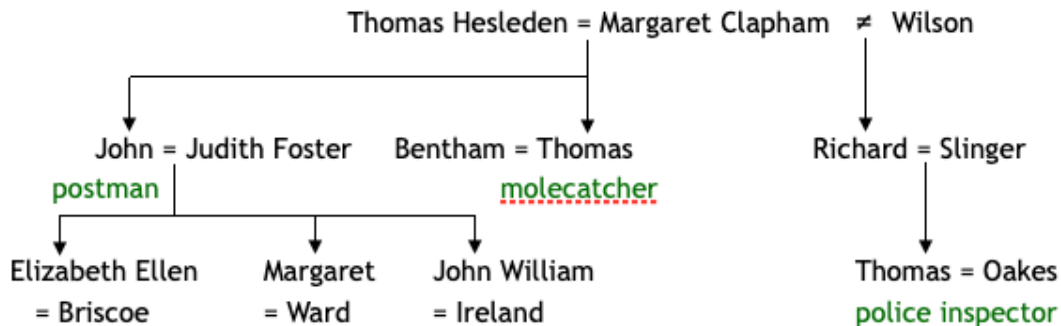 Thomas Hesleden = Margaret Clapham ≠ Wilson
John = Judith Foster Bentham = Thomas Richard = Slinger
postman molecatcher
Elizabeth Ellen Margaret John William Thomas = Oakes
= Briscoe = Ward = Ireland police inspector